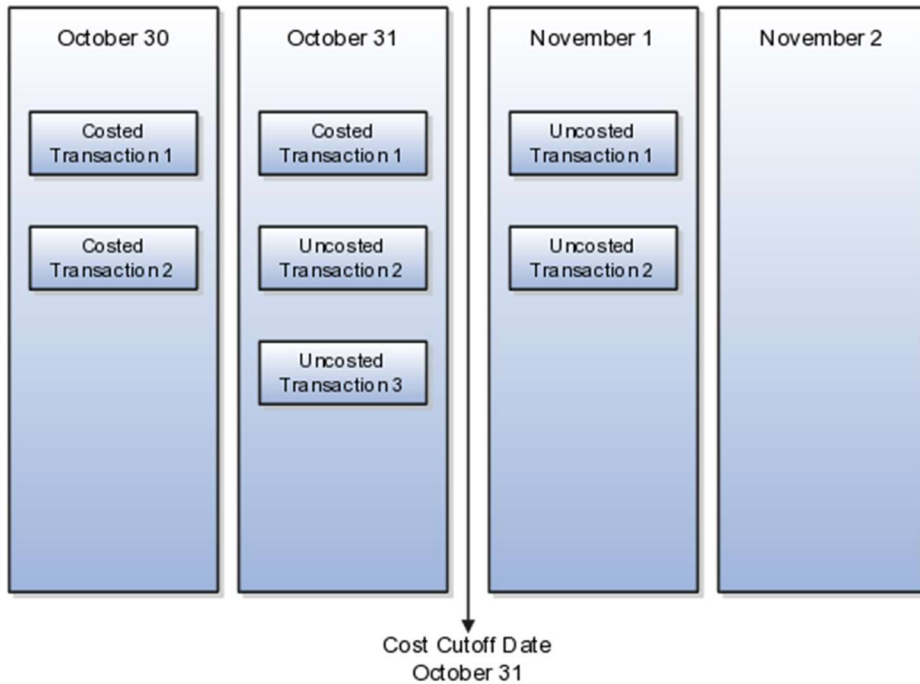 October 30
Costed
Transaction 1
Costed
Transaction 2
October 31
Costed
Transaction 1
Uncosted
Transaction 2
Uncosted
Transaction 3
November 1
Uncosted
Transaction 1
Uncosted
Transaction 2
November 2
Cost Cutoff Date
October 31